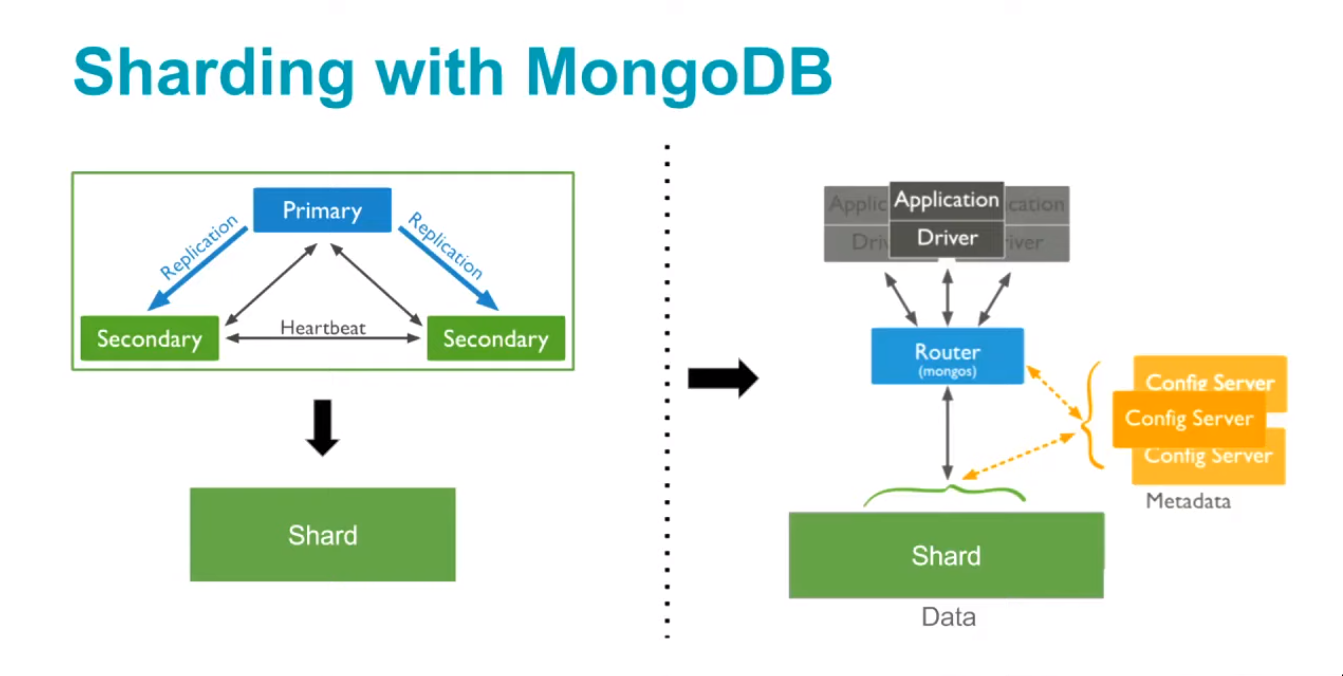 Sharding with MongoDB
Primary
Replication
Replication
Secondary
Heartbeat
Secondary
Shard
Applic
Application
ication
Driv
Driver
river
Router
(mongos)
Config Server
Config Server
Config Server
Metadata
Shard
Data